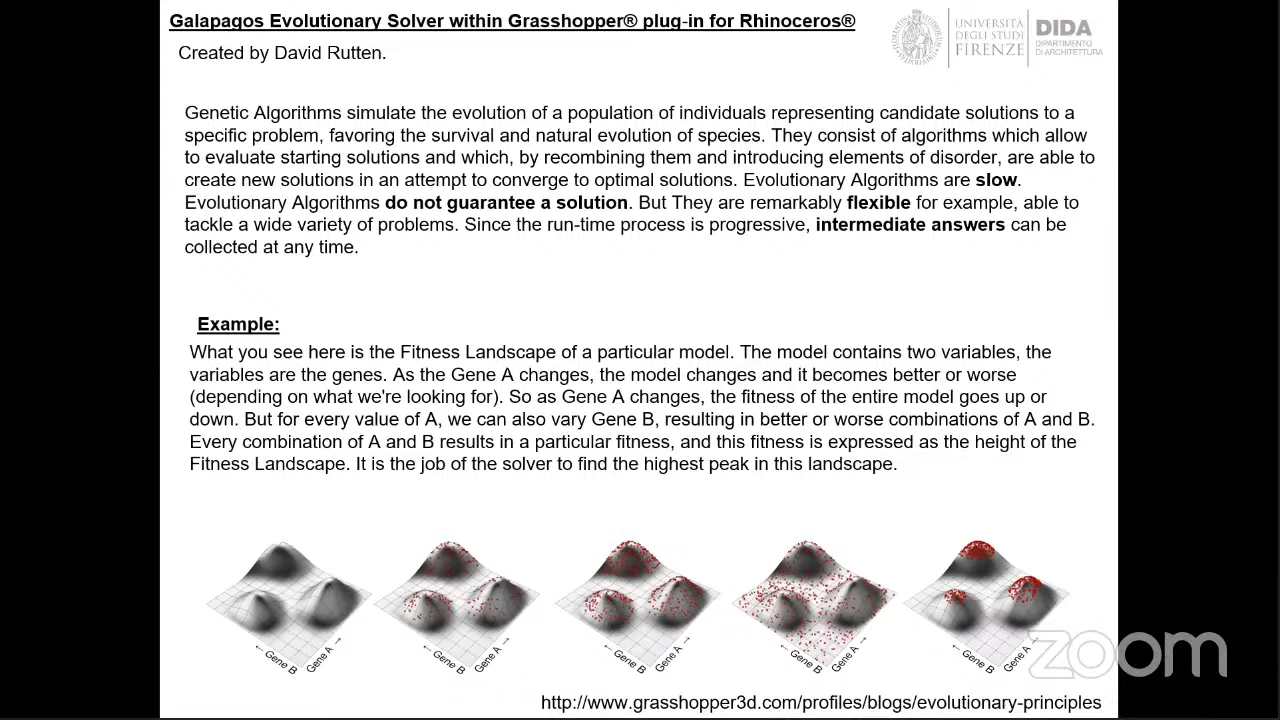 Galapagos Evolutionary Solver within Grasshopper® plug-in for Rhinoceros®
Created by David Rutten.
UNIVERSITÀ
DEGLI STUDI
FIRENZE
DIDA
DIPARTIMENTO
DI ARCHITETTURA
Genetic Algorithms simulate the evolution of a population of individuals representing candidate solutions to a
specific problem, favoring the survival and natural evolution of species. They consist of algorithms which allow
to evaluate starting solutions and which, by recombining them and introducing elements of disorder, are able to
create new solutions in an attempt to converge to optimal solutions. Evolutionary Algorithms are slow.
Evolutionary Algorithms do not guarantee a solution. But They are remarkably flexible for example, able to
tackle a wide variety of problems. Since the run-time process is progressive, intermediate answers can be
collected at any time.
Example:
What you see here is the Fitness Landscape of a particular model. The model contains two variables, the
variables are the genes. As the Gene A changes, the model changes and it becomes better or worse
(depending on what we're looking for). So as Gene A changes, the fitness of the entire model goes up or
down. But for every value of A, we can also vary Gene B, resulting in better or worse combinations of A and B.
Every combination of A and B results in a particular fitness, and this fitness is expressed as the height of the
Fitness Landscape. It is the job of the solver to find the highest peak in this landscape.
← Gene B
Gene A →
← Gene B
Gene A →
← Gene B
Gene A →
← Gene B
Gene A →
← Gene B
Gene A →
zoom
http://www.grasshopper3d.com/profiles/blogs/evolutionary-principles